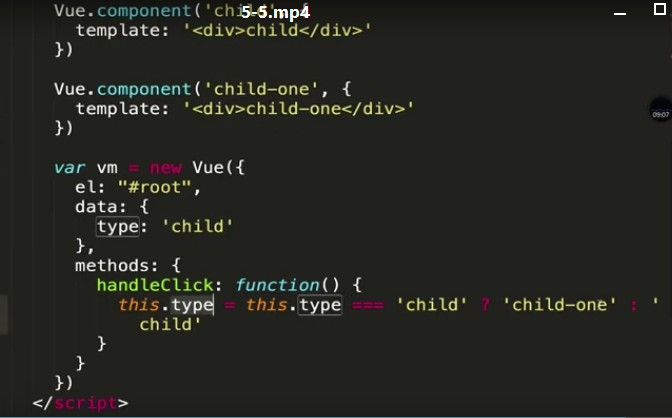 5-5.mp4
Vue.component('child', {
template: '<div>child</div>'
})
Vue.component('child-one', {
template: '<div>child-one</div>'
})
09:07
var vm = new Vue({
el: "#root",
data: {
type: 'child'
},
methods: {
handleClick: function() {
this.type = this.type === 'child' ? 'child-one' : '
child'
}
}
})
</script>